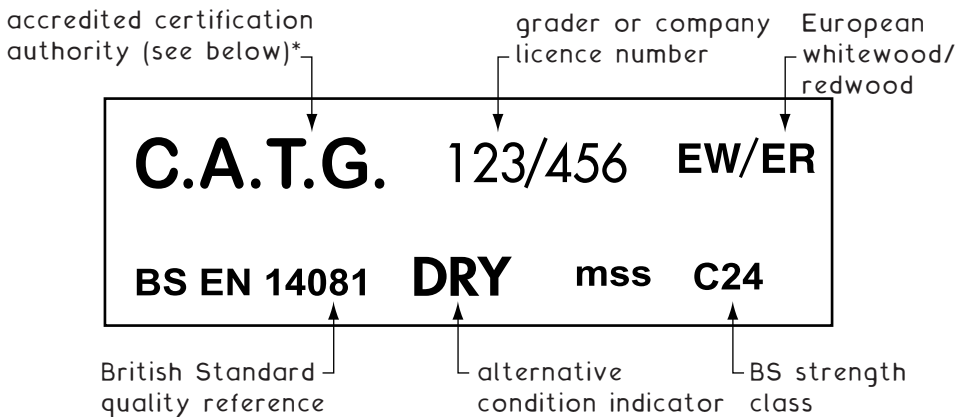 accredited certification
authority (see below)*
grader or company
licence number
European
whitewood/
redwood
C.A.T.G. 123/456 EW/ER
BS EN 14081 DRY mss C24
British Standard
quality reference
alternative
condition indicator
BS strength
class